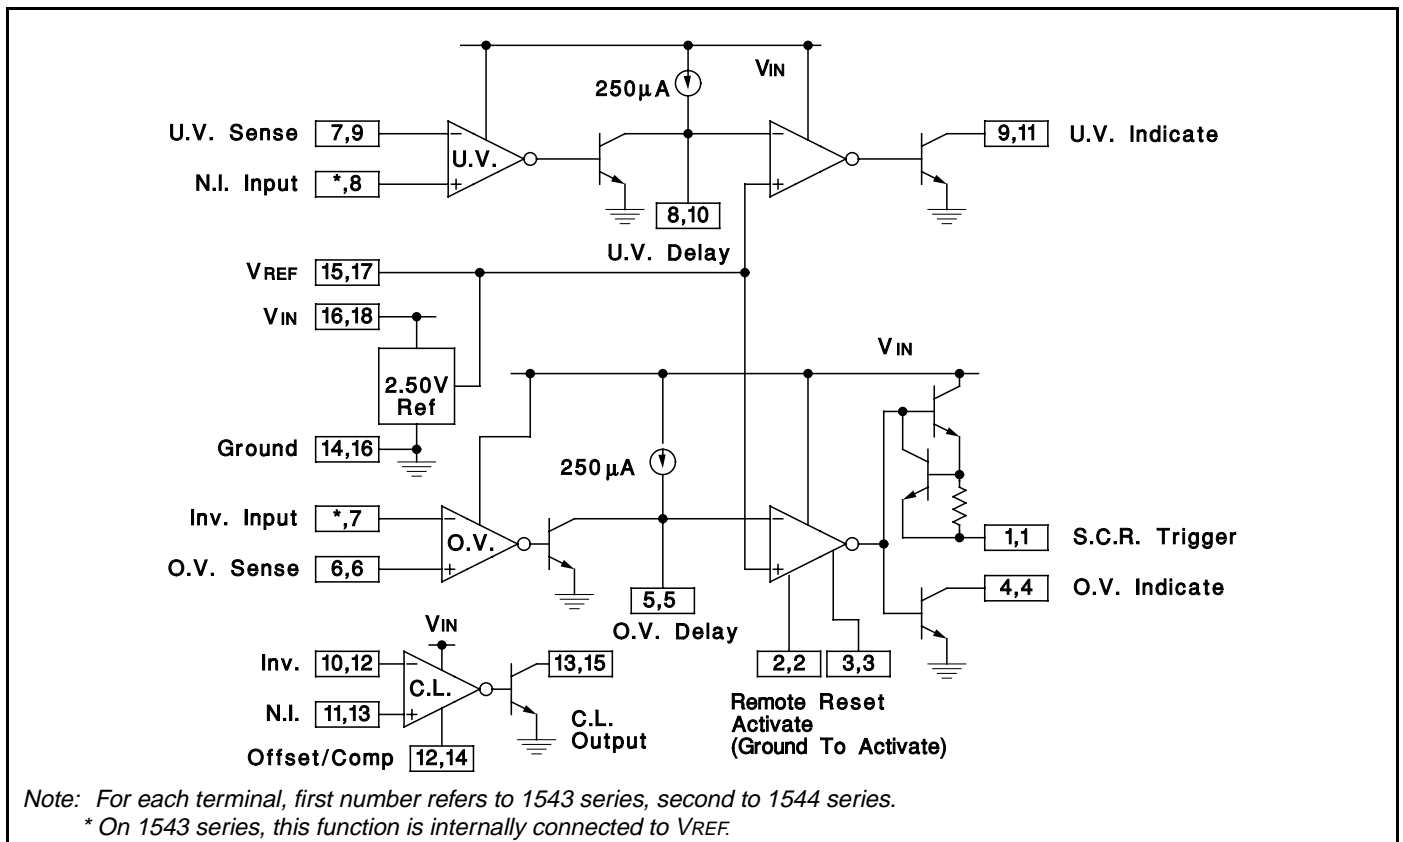 VIN
250µA
U.V. Sense 7,9
−
U.V.
N.I. Input *,8
+
−
+
9,11 U.V. Indicate
8,10
U.V. Delay
VREF 15,17
VIN 16,18
2.50V
Ref
Ground 14,16
VIN
250µA
Inv. Input *,7
−
O.V.
O.V. Sense 6,6
+
−
+
1,1 S.C.R. Trigger
4,4 O.V. Indicate
5,5
O.V. Delay
2,2 3,3
Remote Reset
Activate
(Ground To Activate)
VIN
Inv. 10,12
−
C.L.
N.I. 11,13
+
13,15
C.L.
Output
Offset/Comp 12,14
Note: For each terminal, first number refers to 1543 series, second to 1544 series.
* On 1543 series, this function is internally connected to VREF.